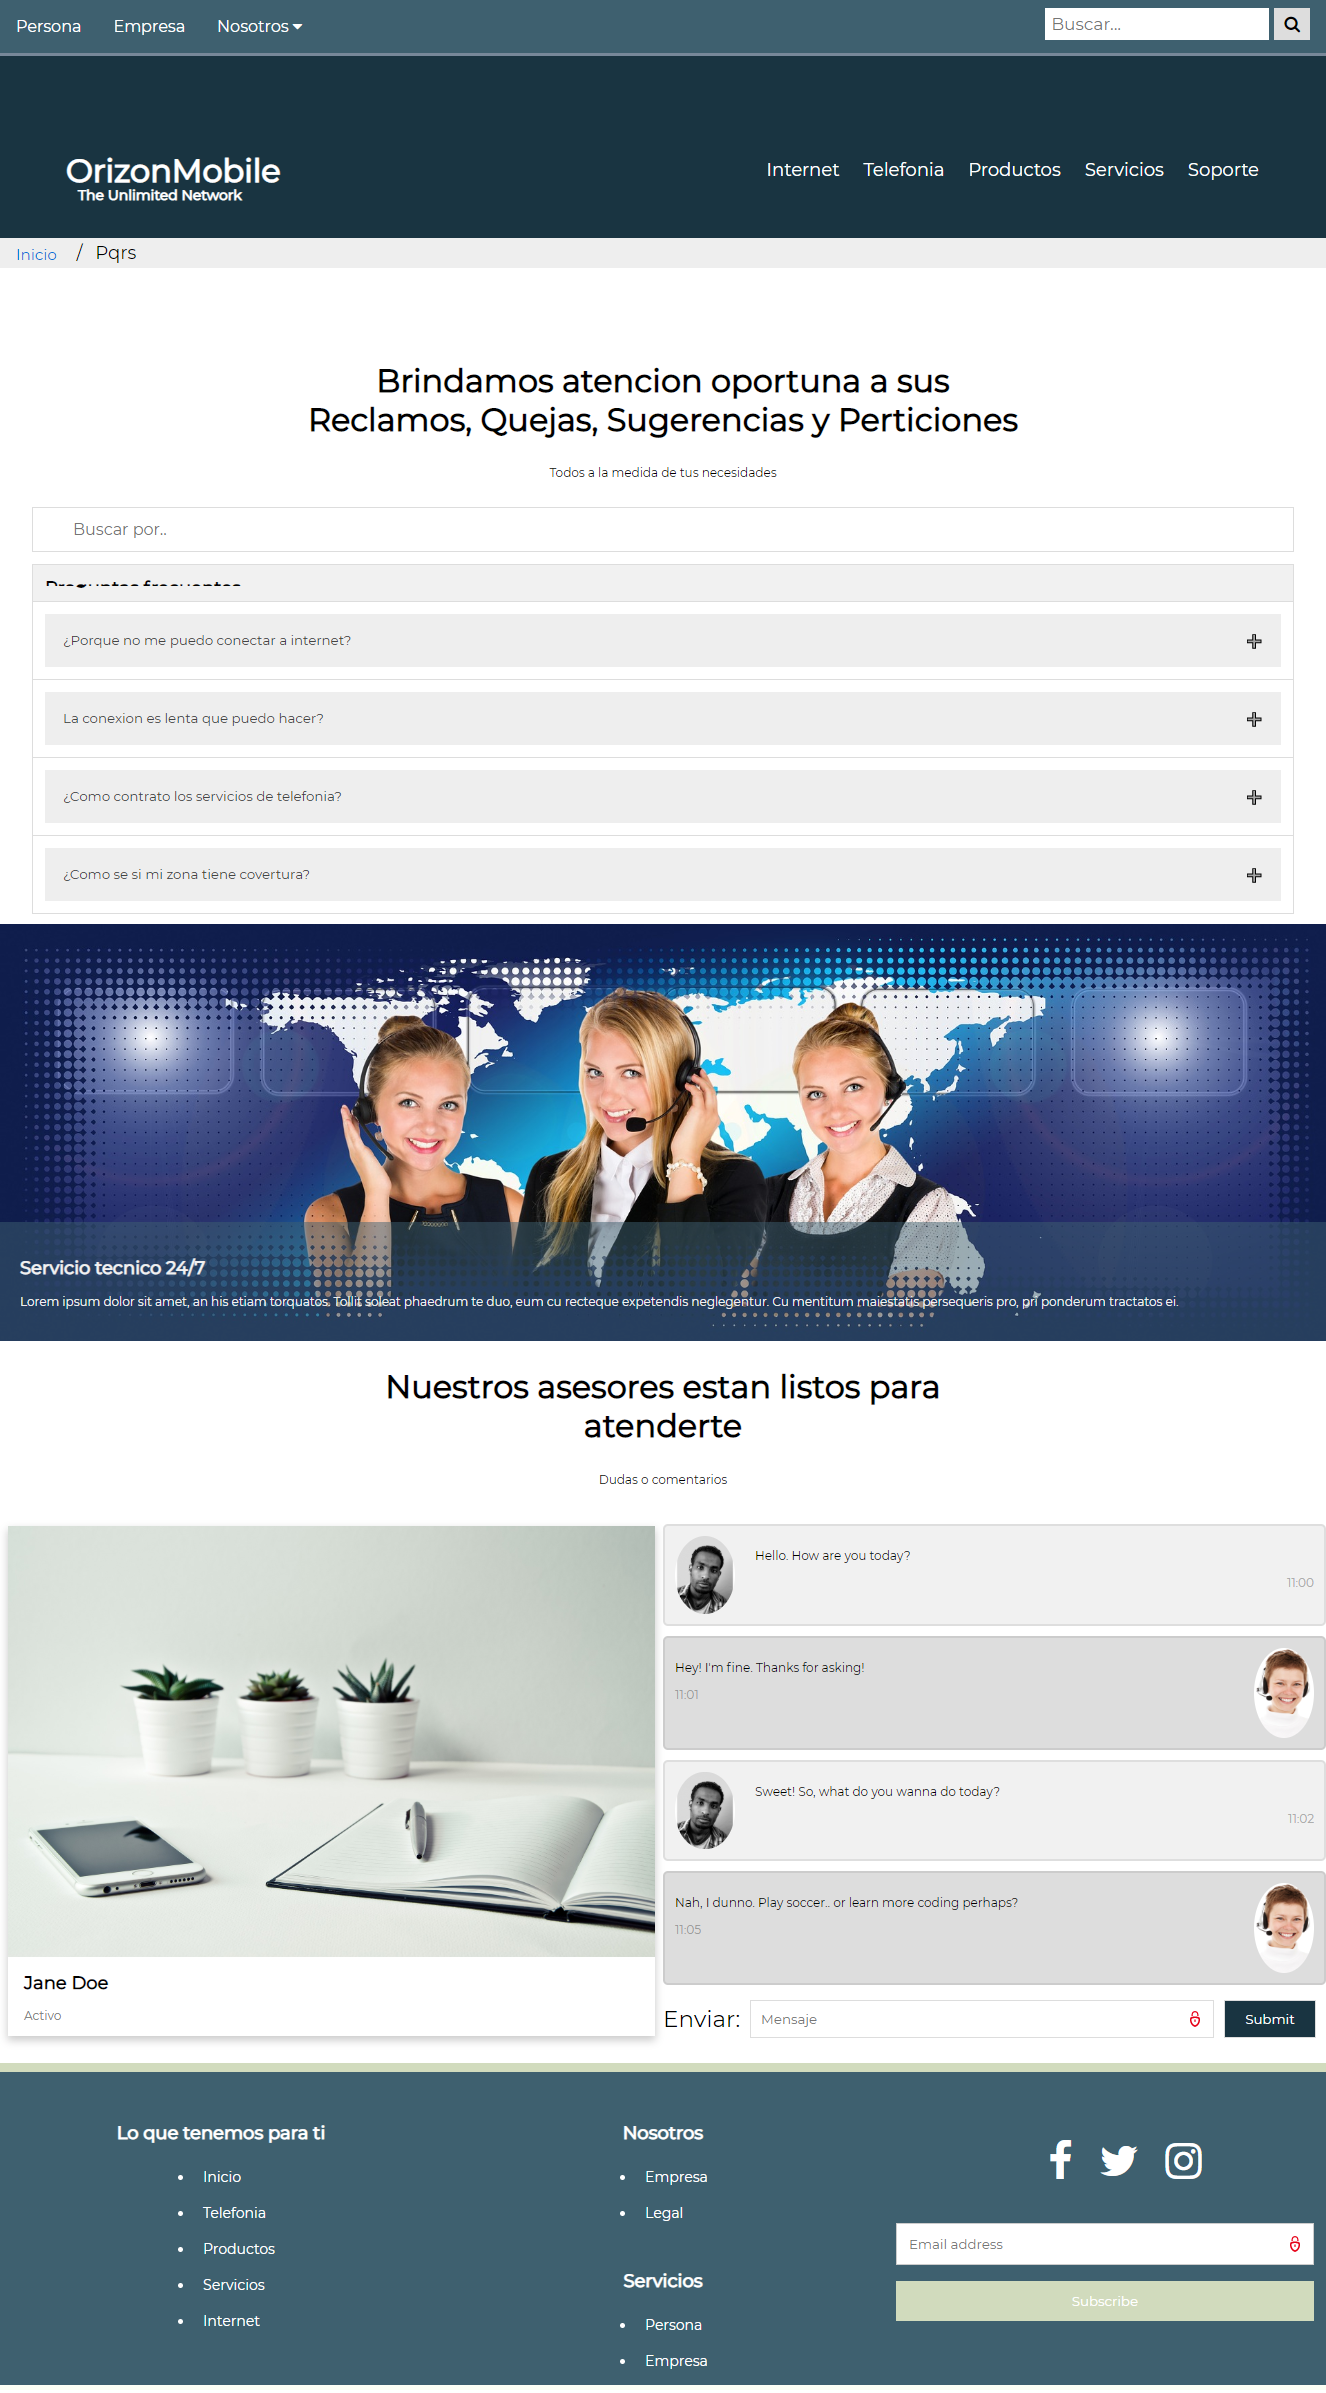 Persona Empresa Nosotros
Buscar...
OrizonMobile
The Unlimited Network
Internet Telefonia Productos Servicios Soporte
Inicio / Pqrs
Brindamos atencion oportuna a sus
Reclamos, Quejas, Sugerencias y Perticiones
Todos a la medida de tus necesidades
Buscar por..
Preguntas frecuentes
¿Porque no me puedo conectar a internet?
La conexion es lenta que puedo hacer?
¿Como contrato los servicios de telefonia?
¿Como se si mi zona tiene covertura?
Servicio tecnico 24/7
Lorem ipsum dolor sit amet, an his etiam torquatos. Tollit soleat phaedrum te duo, eum cu recteque expetendis neglegentur. Cu mentitum maiestatis persequeris pro, pri ponderum tractatos ei.
Nuestros asesores estan listos para
atenderte
Dudas o comentarios
Jane Doe
Activo
Hello. How are you today?
11:00
Hey! I'm fine. Thanks for asking!
11:01
Sweet! So, what do you wanna do today?
11:02
Nah, I dunno. Play soccer.. or learn more coding perhaps?
11:05
Enviar: Mensaje Submit
Lo que tenemos para ti
Inicio
Telefonia
Productos
Servicios
Internet
Nosotros
Empresa
Legal
Servicios
Persona
Empresa
Email address
Subscribe